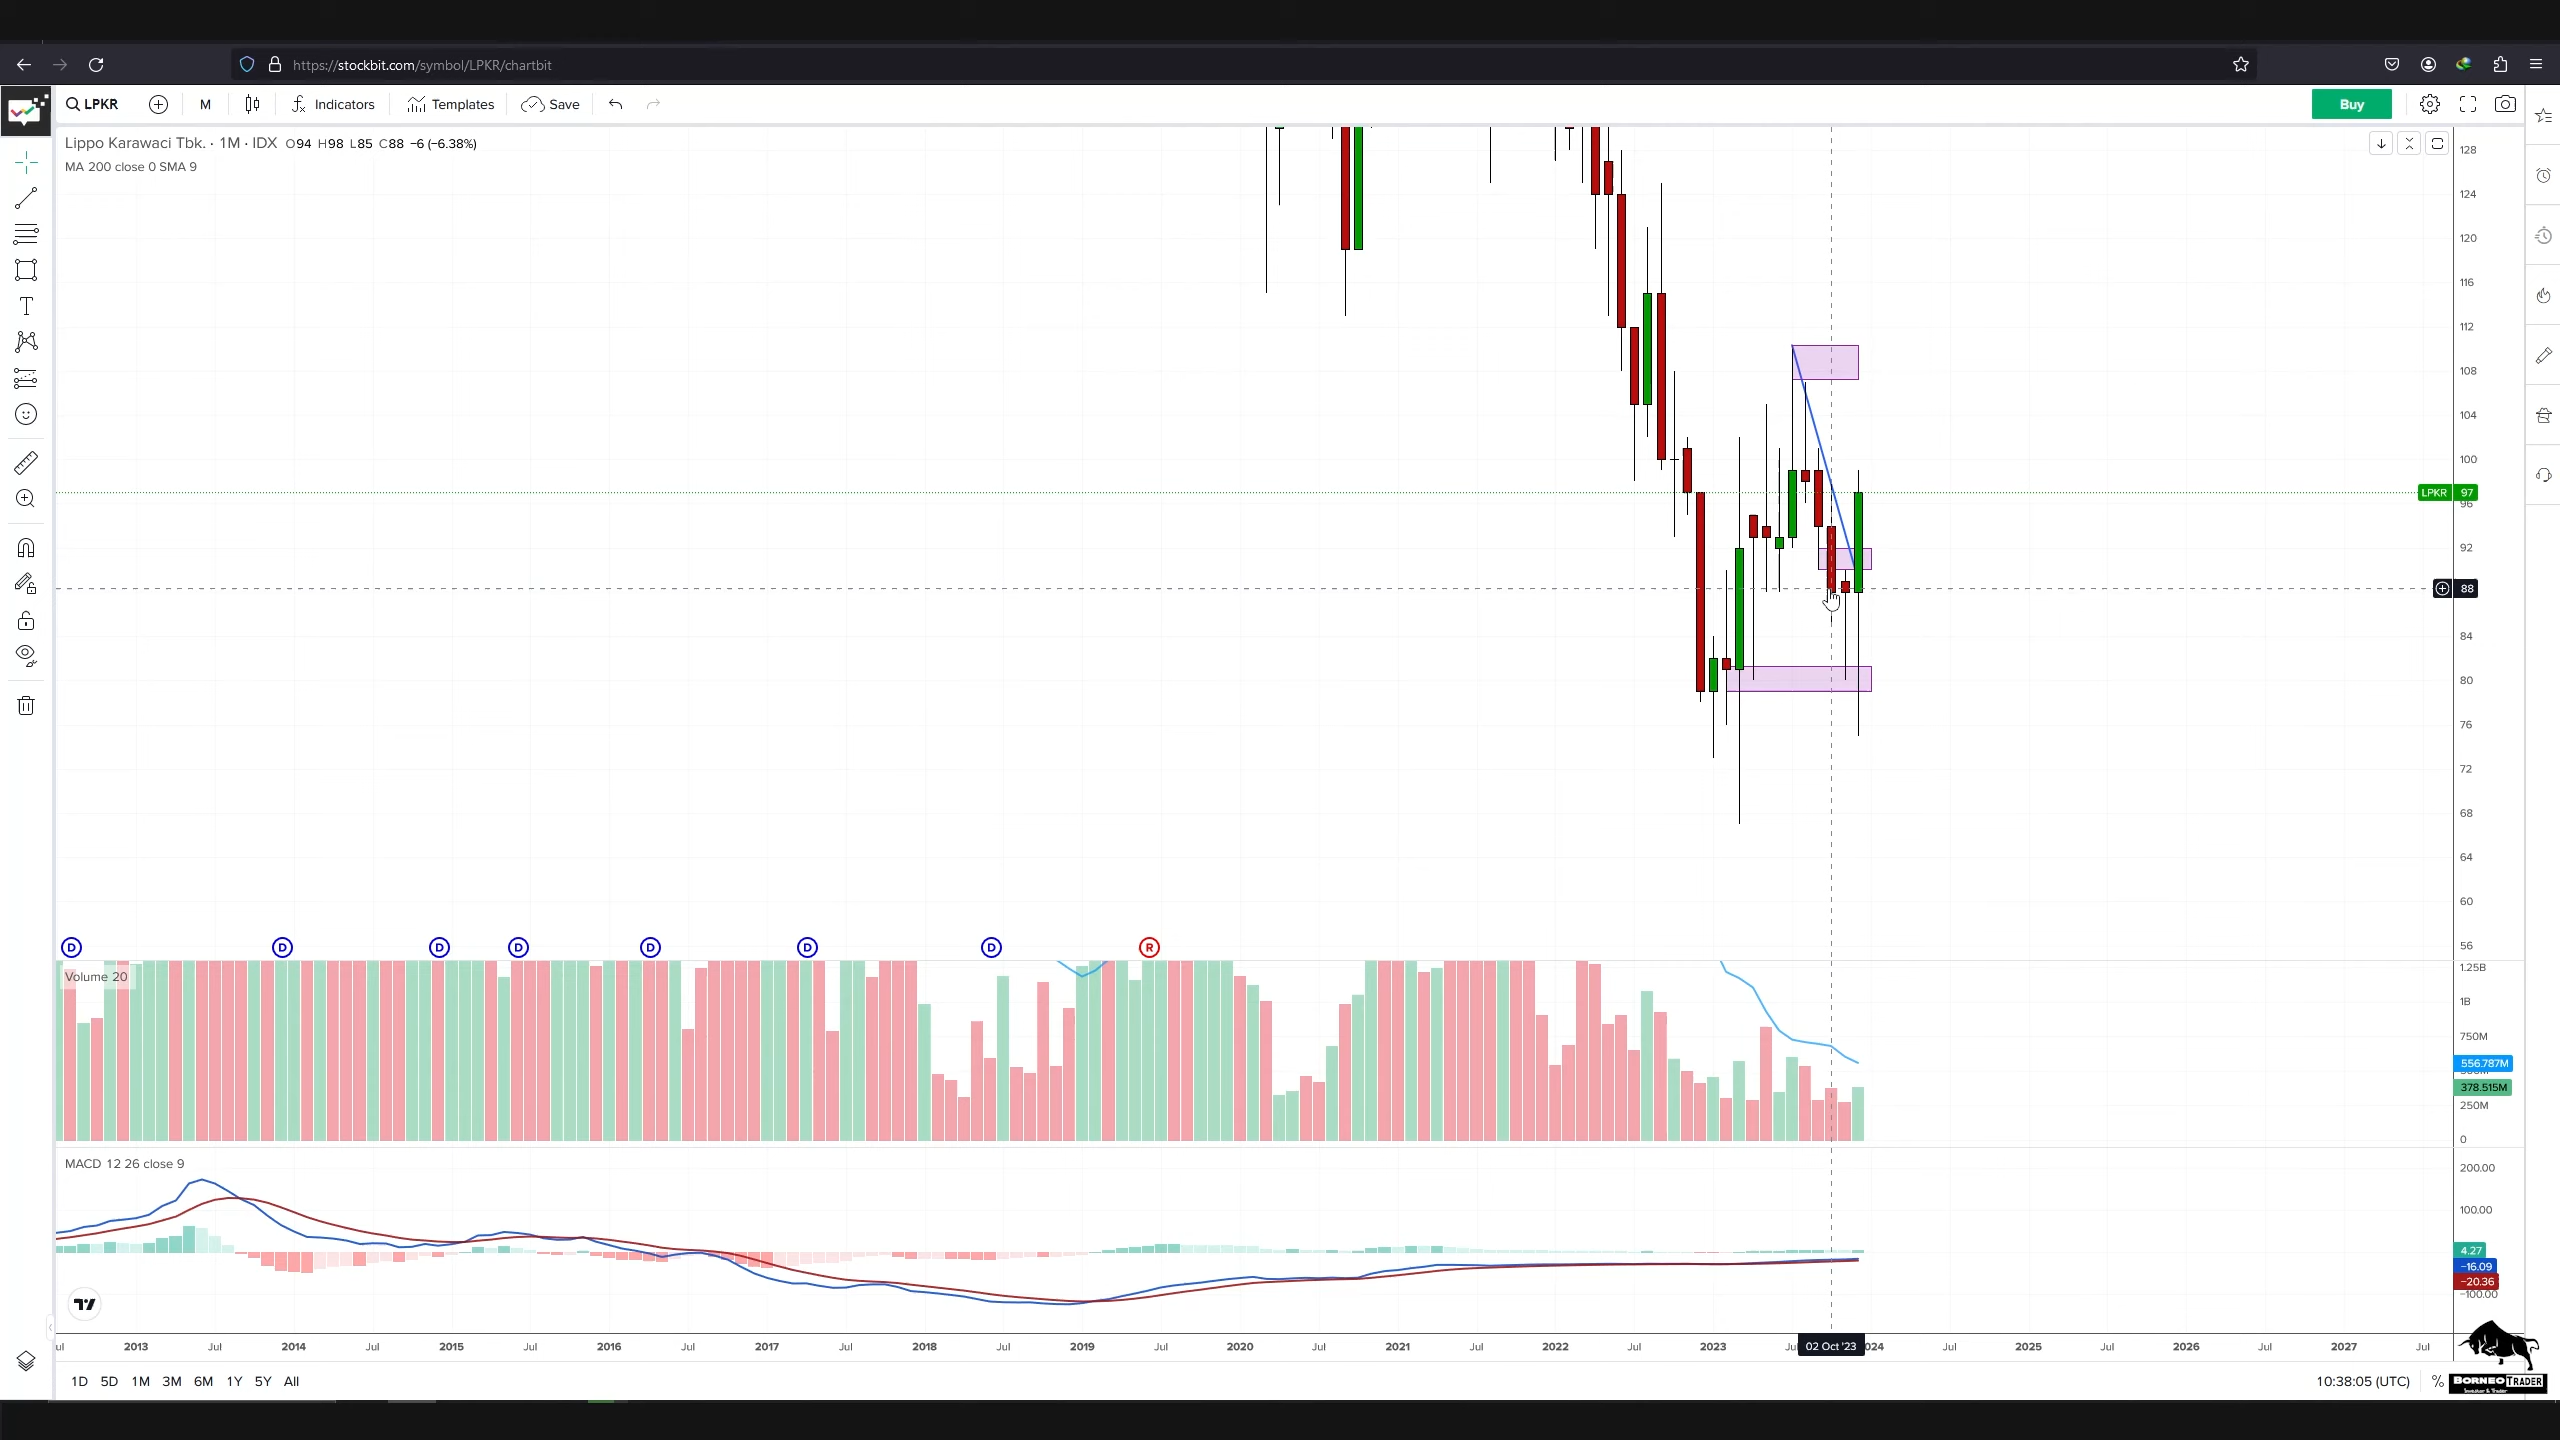 https://stockbit.com/symbol/LPKR/chartbit
LPKR
M
Indicators
Templates
Save
Buy
Lippo Karawaci Tbk. · 1M · IDX O94 H98 L85 C88 −6 (−6.38%)
MA 200 close 0 SMA 9
128
124
120
116
112
108
104
100
LPKR 97
96
92
88
84
80
76
72
68
64
60
56
D D D D D D D R
Volume 20
1.25B
1B
750M
556.787M
378.515M
250M
0
MACD 12 26 close 9
200.00
100.00
4.27
−16.09
−20.36
−100.00
2013 Jul 2014 Jul 2015 Jul 2016 Jul 2017 Jul 2018 Jul 2019 Jul 2020 Jul 2021 Jul 2022 Jul 2023 02 Oct '23 Jul 2025 Jul 2026 Jul 2027 Jul
1D 5D 1M 3M 6M 1Y 5Y All
10:38:05 (UTC) %
BORNEO TRADER
Investor & Trader